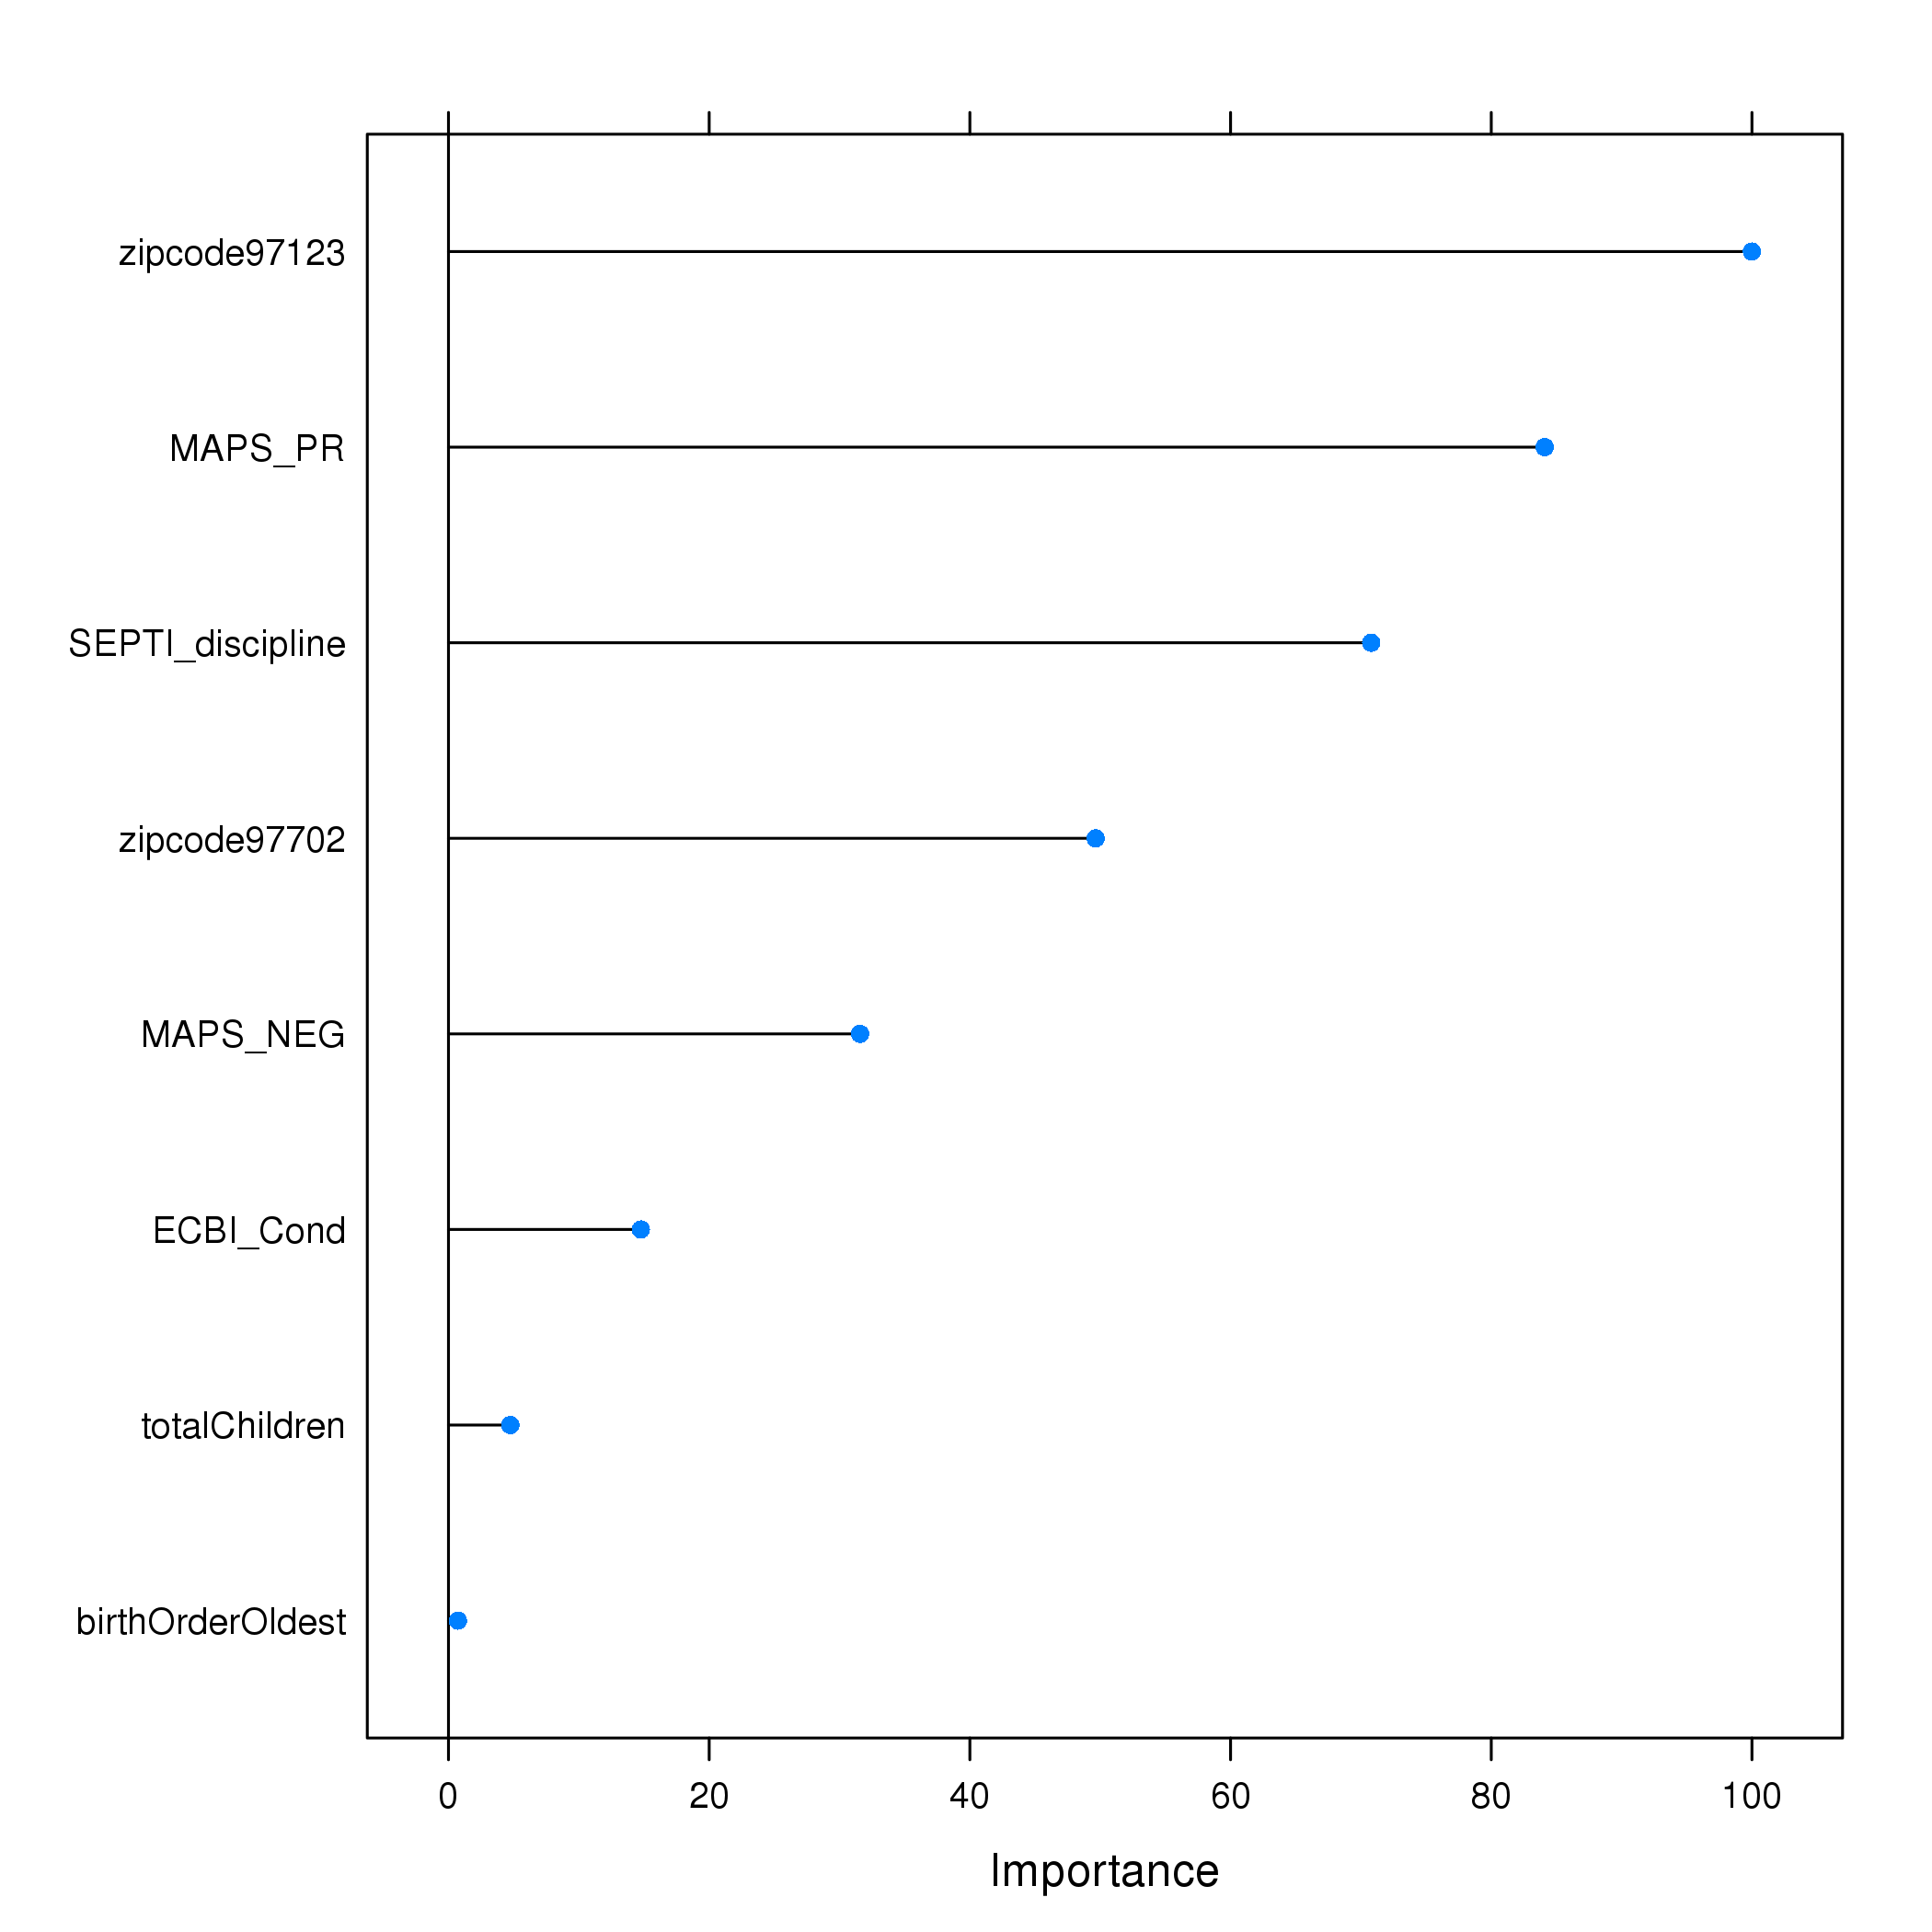 zipcode97123
MAPS_PR
SEPTI_discipline
zipcode97702
MAPS_NEG
ECBI_Cond
totalChildren
birthOrderOldest
0 20 40 60 80 100
Importance